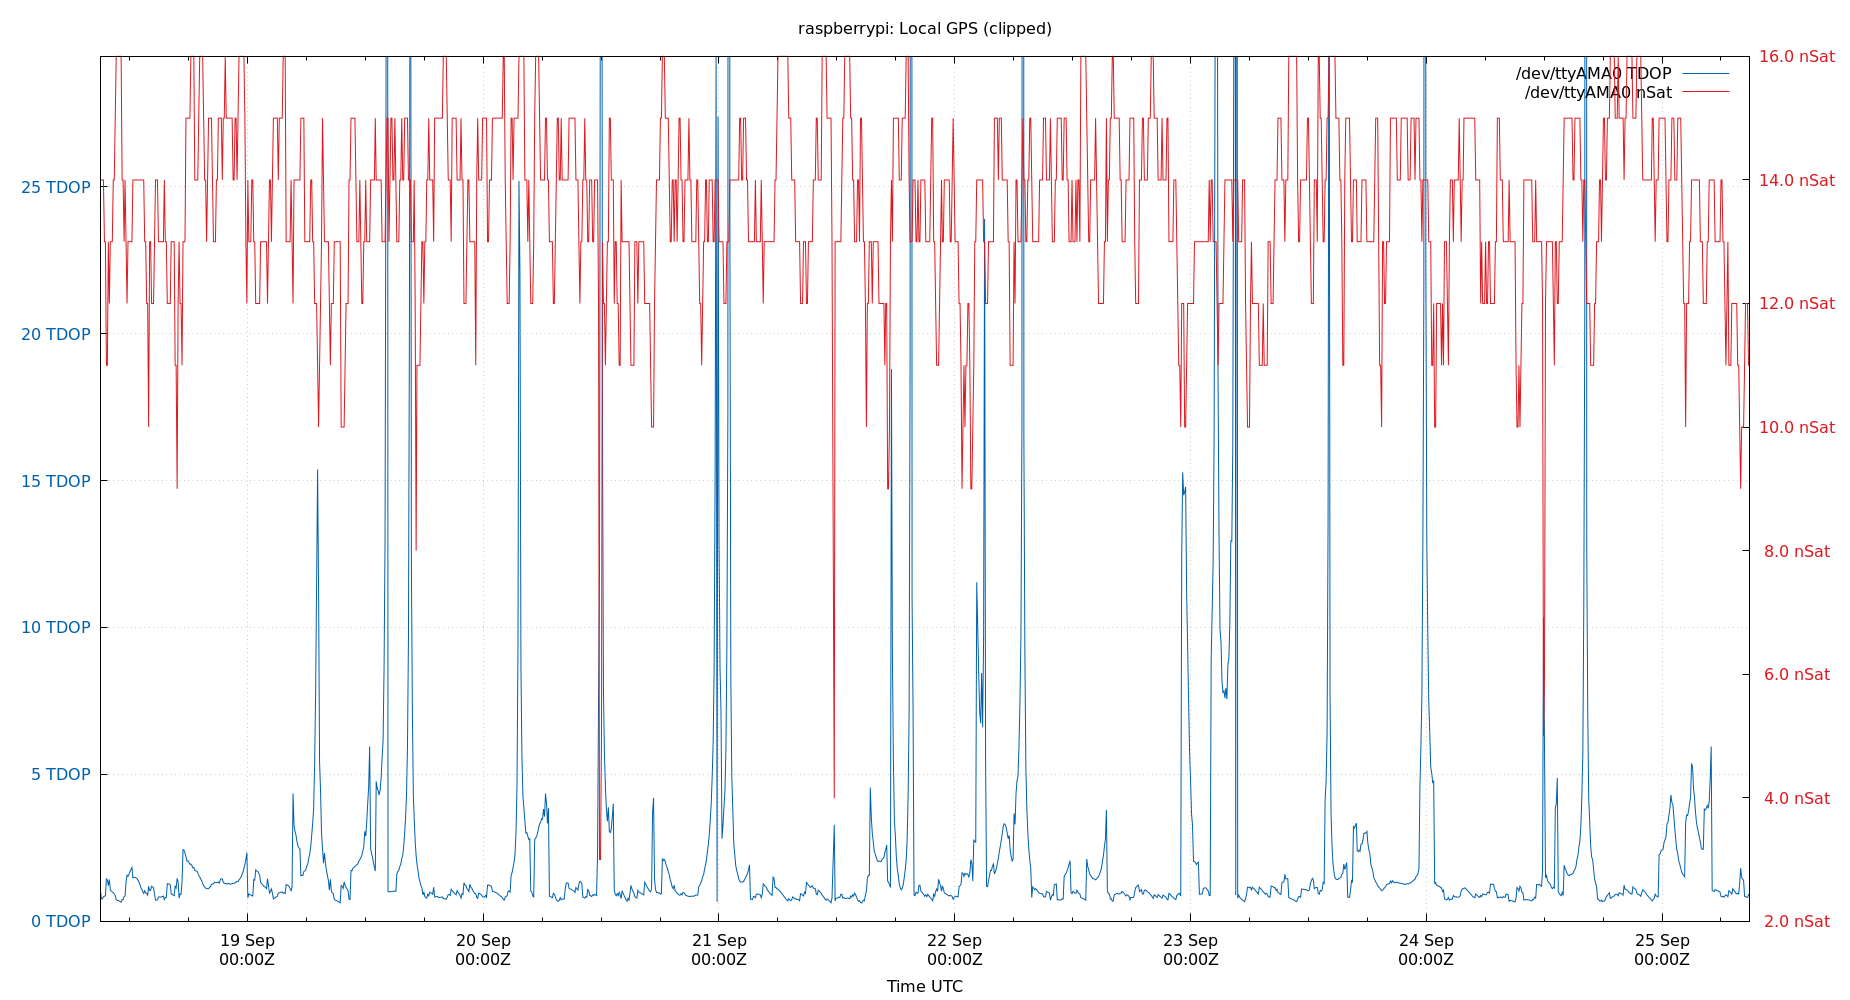 raspberrypi: Local GPS (clipped)
16.0 nSat
/dev/ttyAMA0 TDOP
/dev/ttyAMA0 nSat
25 TDOP
14.0 nSat
12.0 nSat
20 TDOP
10.0 nSat
15 TDOP
8.0 nSat
10 TDOP
6.0 nSat
5 TDOP
4.0 nSat
0 TDOP
2.0 nSat
19 Sep 20 Sep 21 Sep 22 Sep 23 Sep 24 Sep 25 Sep
00:00Z 00:00Z 00:00Z 00:00Z 00:00Z 00:00Z 00:00Z
Time UTC